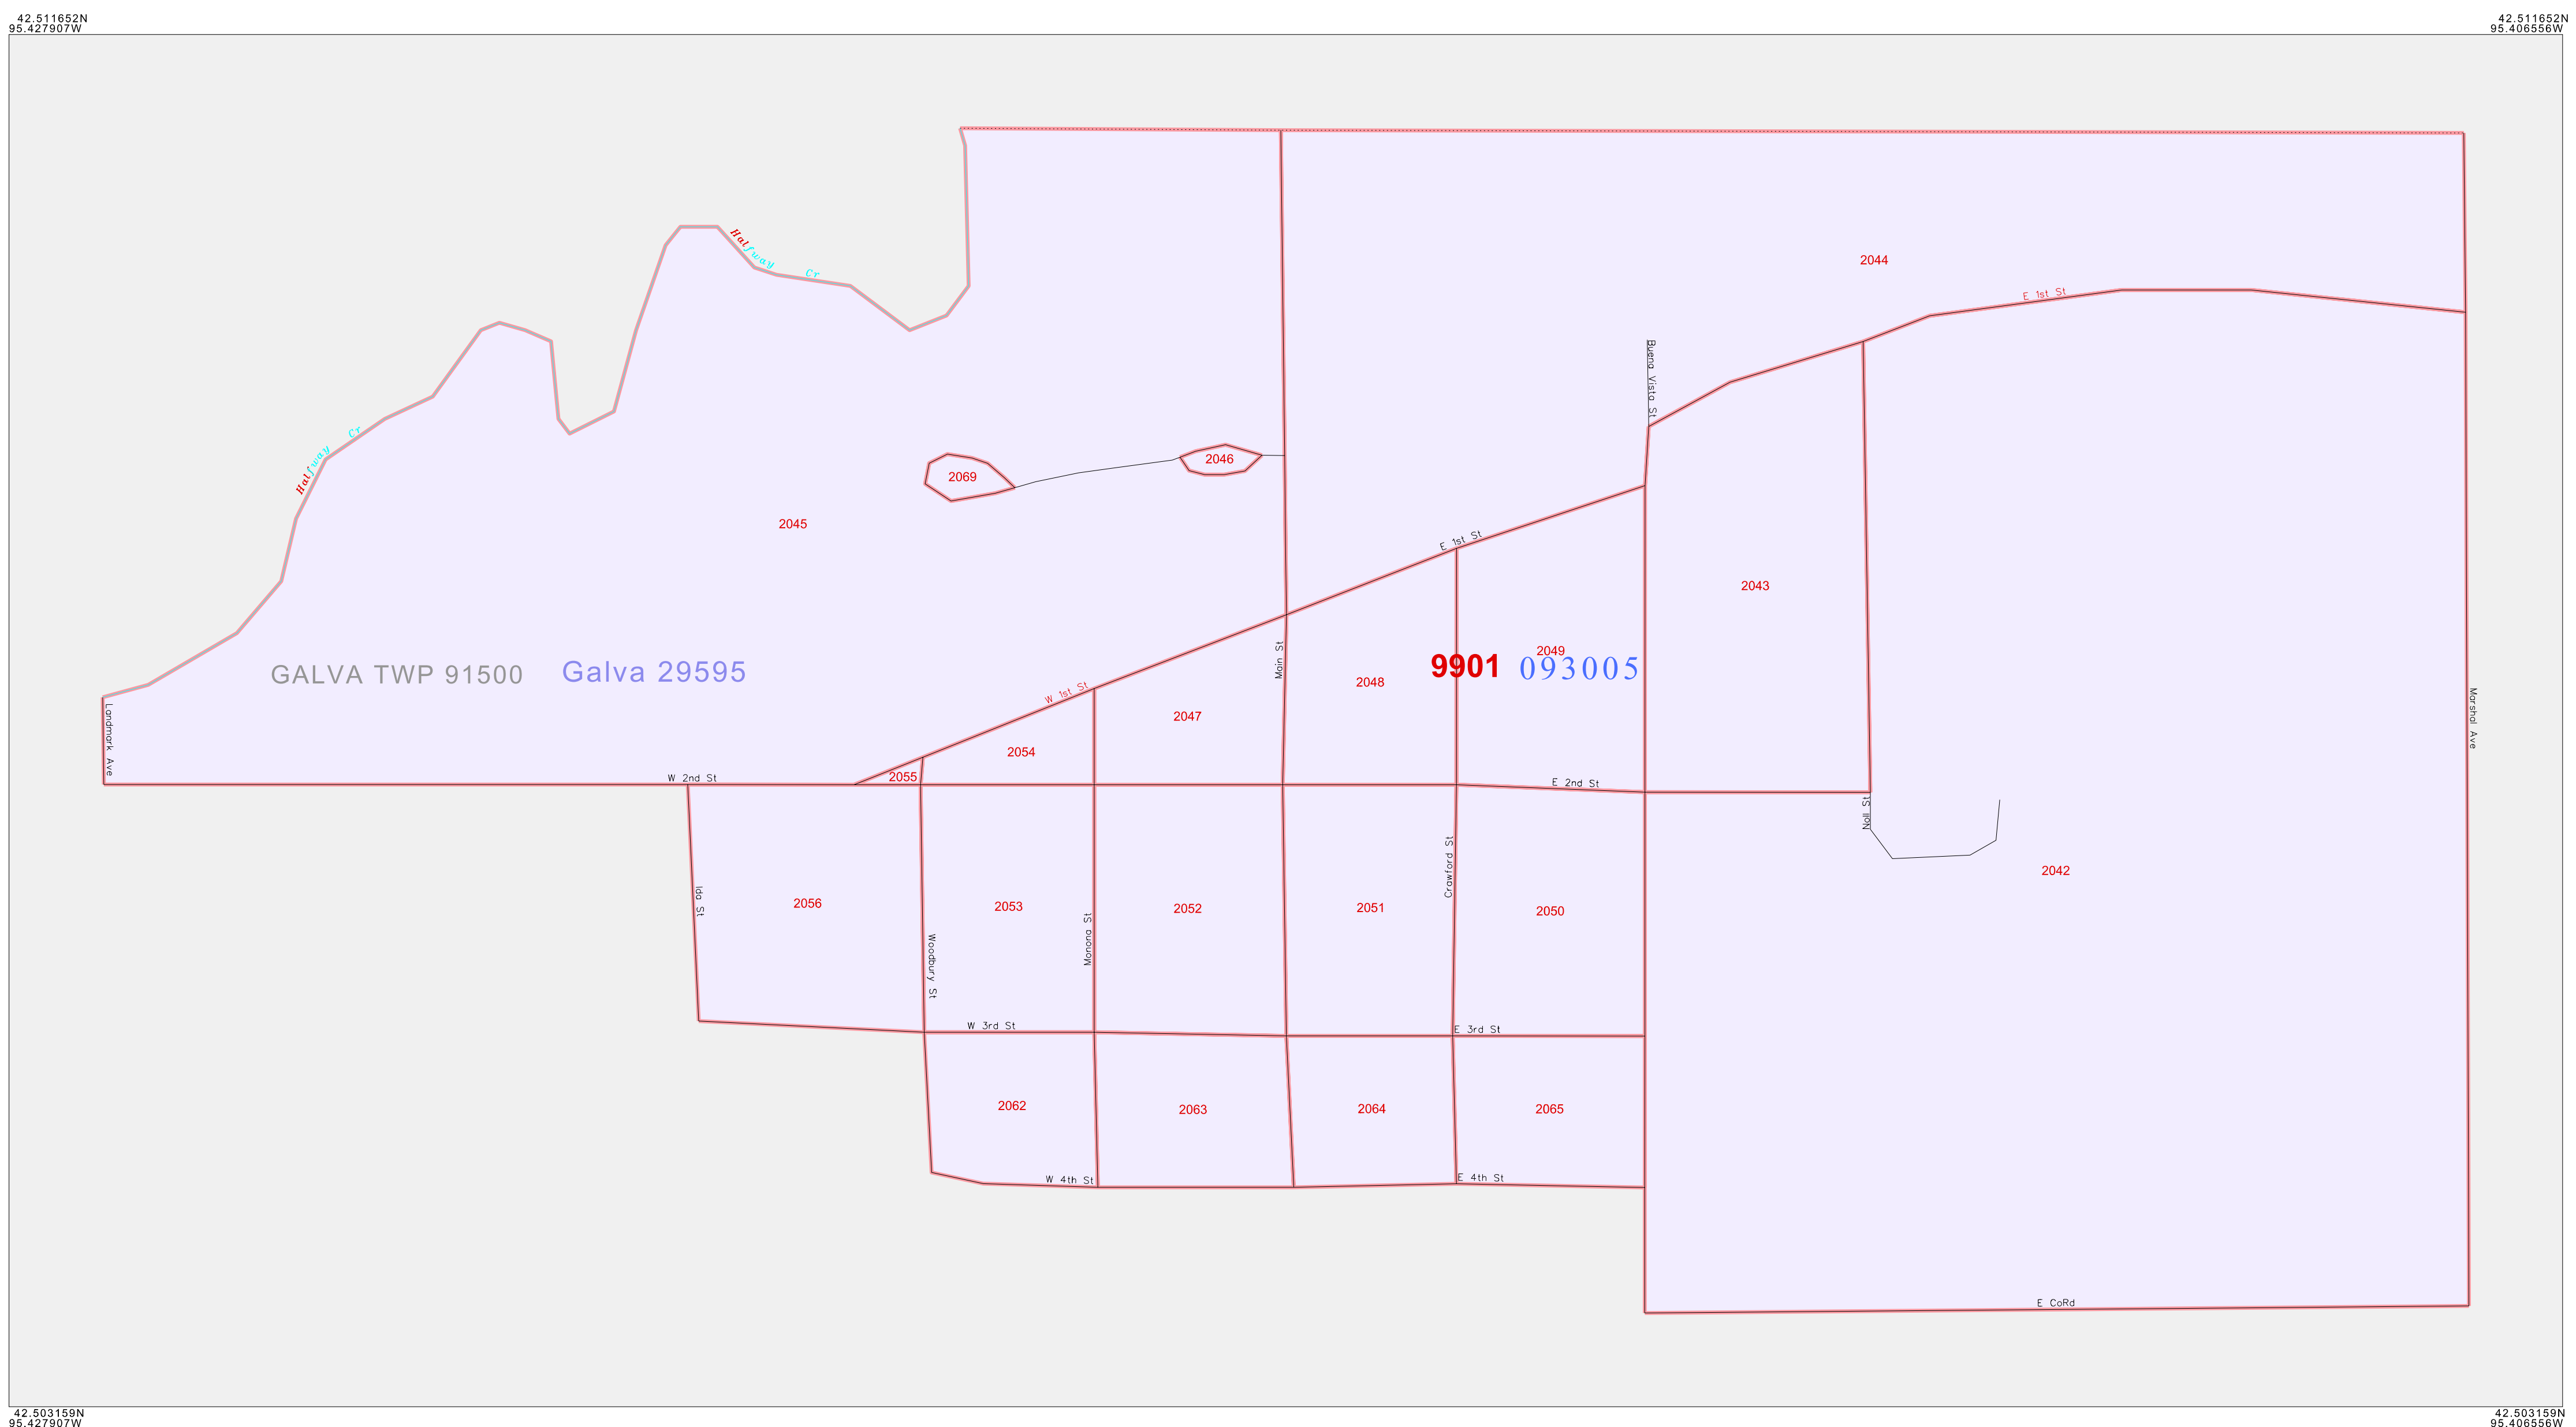 42.511652N
95.427907W
42.511652N
95.406556W
Halfway Cr
2044
E 1st St
Buena Vista St
Halfway Cr
2046
2069
2045
E 1st St
2043
Main St
2049
9901 093005
GALVA TWP 91500 Galva 29595
2048
W 1st St
2047
Landmark Ave
Marshal Ave
2054
2055
W 2nd St
E 2nd St
Noll St
2042
Crawford St
Ida St
2056
2053
2052
2051
2050
Monona St
Woodbury St
W 3rd St
E 3rd St
2062
2063
2064
2065
W 4th St
E 4th St
E CoRd
42.503159N
95.427907W
42.503159N
95.406556W